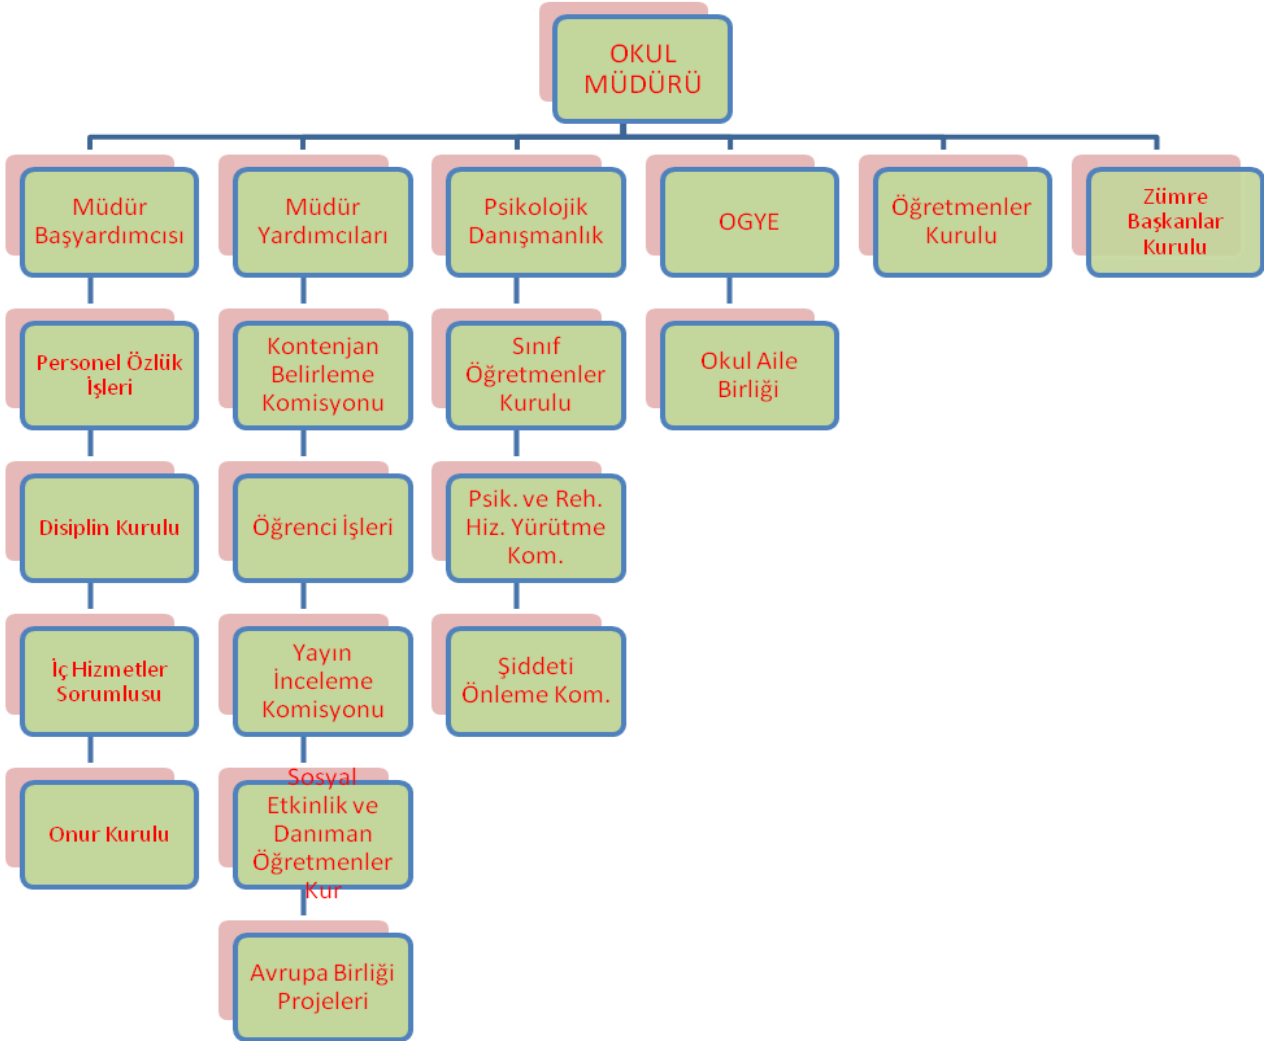 OKUL
MÜDÜRÜ
Müdür
Başyardımcısı
Müdür
Yardımcıları
Psikolojik
Danışmanlık
OGYE
Öğretmenler
Kurulu
Zümre
Başkanlar
Kurulu
Personel Özlük
İşleri
Kontenjan
Belirleme
Komisyonu
Sınıf
Öğretmenler
Kurulu
Okul Aile
Birliği
Disiplin Kurulu
Öğrenci İşleri
Psik. ve Reh.
Hiz. Yürütme
Kom.
İç Hizmetler
Sorumlusu
Yayın
İnceleme
Komisyonu
Şiddeti
Önleme Kom.
Onur Kurulu
Sosyal
Etkinlik ve
Danıman
Öğretmenler
Kur
Avrupa Birliği
Projeleri